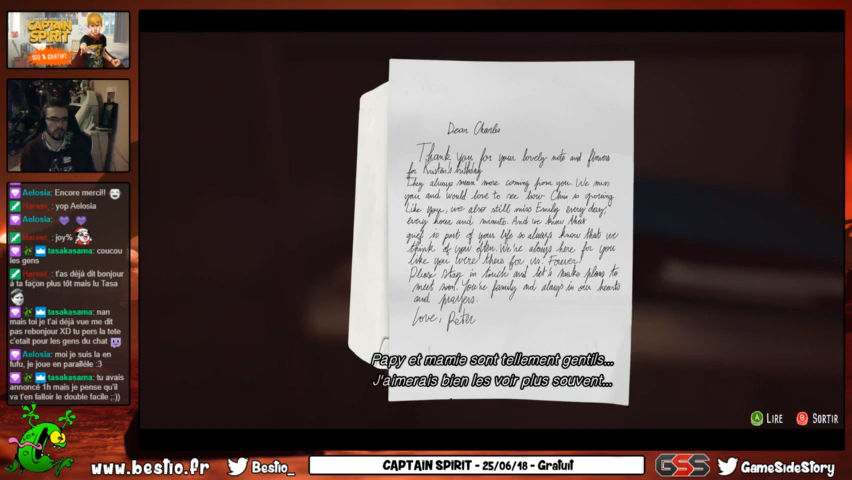 CAPTAIN
SPIRIT
100 % GRATUIT
Aelosia: Encore merci!!
yop Aelosia
Aelosia:
joy%
tasakasama: coucou
les gens
t'as déjà dit bonjour
à ta façon plus tôt mais lu Tasa
tasakasama: nan
mais toi je t'ai déjà vue me dit
pas rebonjour XD tu pers la tete
c'etait pour les gens du chat
Aelosia: moi je suis la en
fufu, je joue en parallèle :3
tasakasama: tu avais
annoncé 1h mais je pense qu'il
va t'en falloir le double facile ;:))
Dear Charles
Thank you for your lovely note and flowers
for Kirsten's birthday
They always mean more coming from you. We miss
you and would love to see how Chris is growing
Like you, we also still miss Emily every day,
every hour and minute. And we know that
grief is part of your life so always know that we
think of you often. We're always here for you
like you were there for us. Forever!
Please stay in touch and let's make plans to
meet soon. You're family and always in our hearts
and prayers.
Love, Peter
Papy et mamie sont tellement gentils...
J'aimerais bien les voir plus souvent...
A LIRE B SORTIR
www.bestio.fr Bestio_ CAPTAIN SPIRIT - 25/06/18 - Gratuit GSS GameSideStory